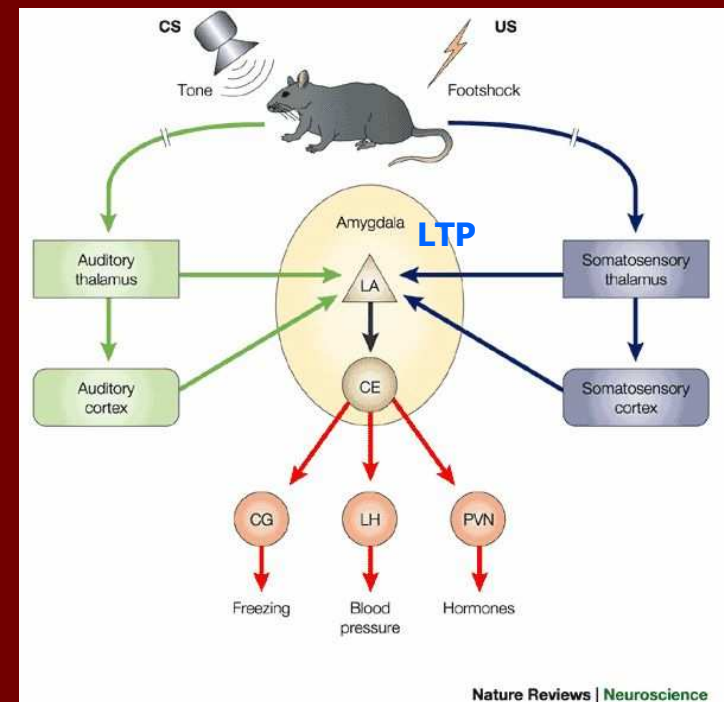 CS
US
Tone
Footshock
Amygdala
LTP
Auditory
thalamus
LA
Somatosensory
thalamus
Auditory
cortex
CE
Somatosensory
cortex
CG
LH
PVN
Freezing
Blood
pressure
Hormones
Nature Reviews | Neuroscience